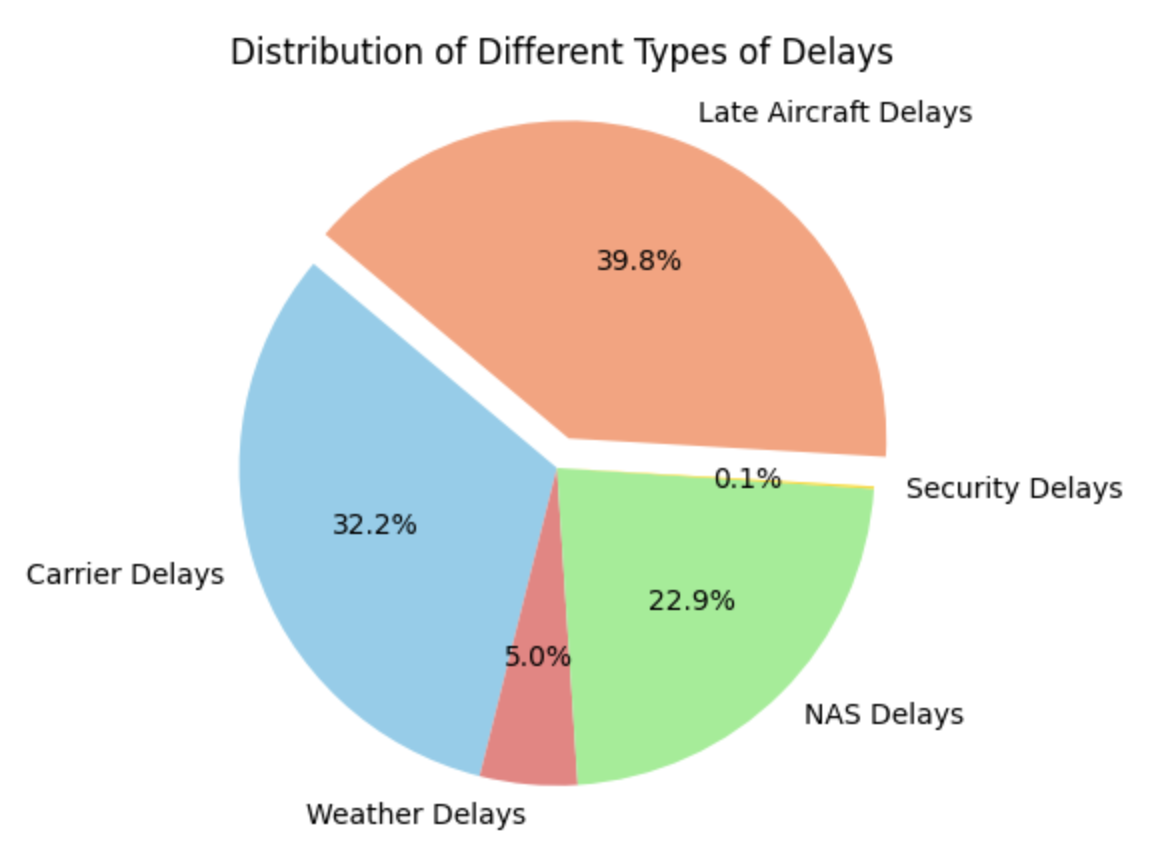 Distribution of Different Types of Delays
Late Aircraft Delays
39.8%
0.1%
Security Delays
32.2%
Carrier Delays
22.9%
5.0%
NAS Delays
Weather Delays